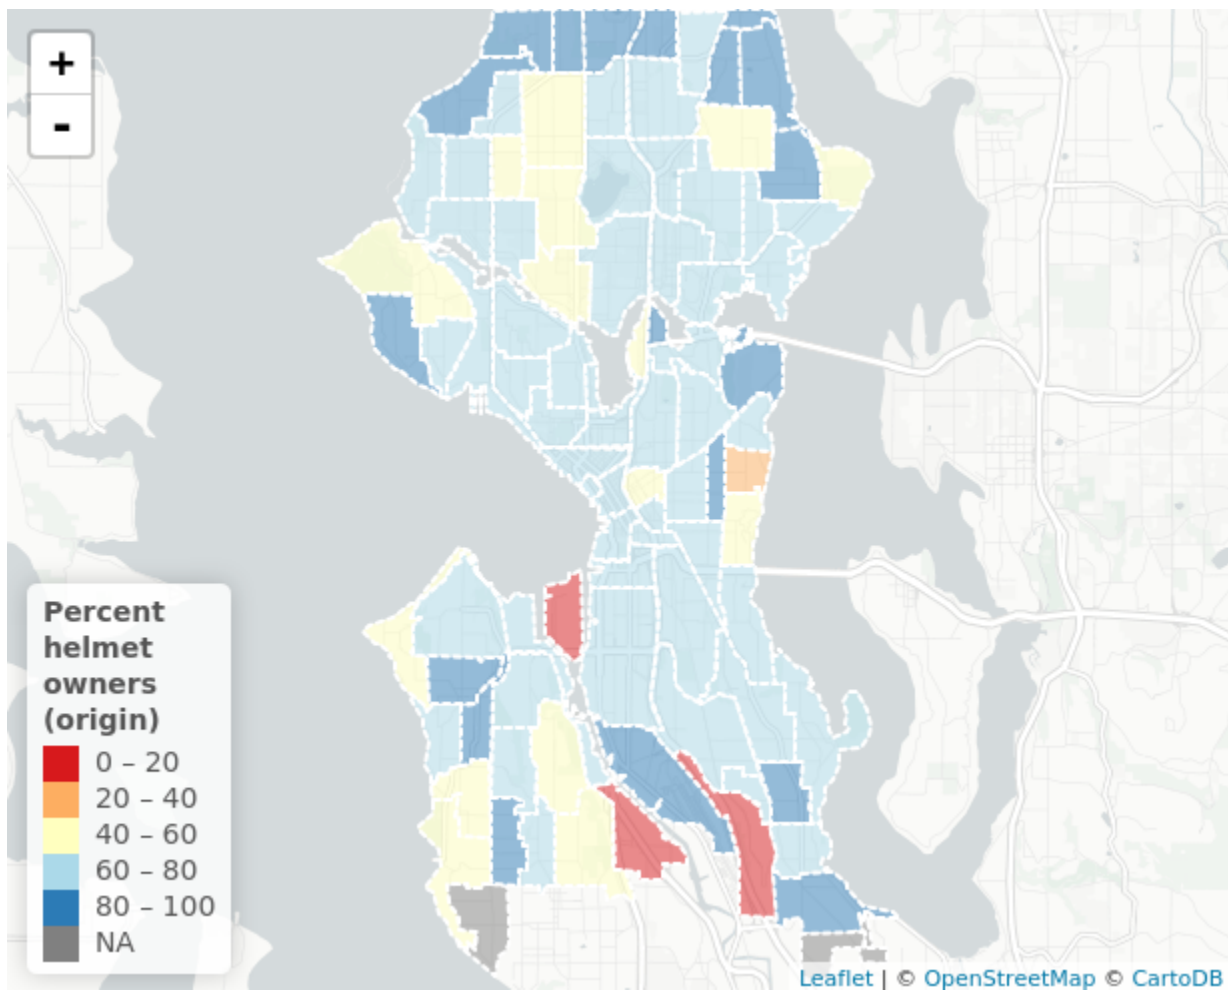 +
-
Percent
helmet
owners
(origin)
0 – 20
20 – 40
40 – 60
60 – 80
80 – 100
NA
Leaflet | © OpenStreetMap © CartoDB